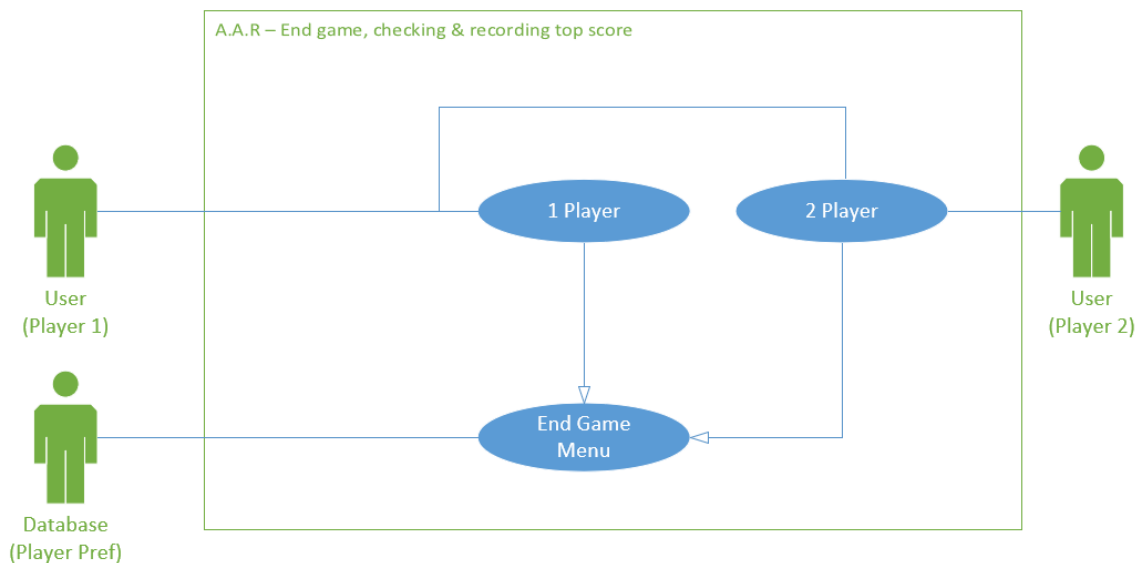 A.A.R – End game, checking & recording top score
1 Player
2 Player
User
(Player 1)
User
(Player 2)
End Game
Menu
Database
(Player Pref)